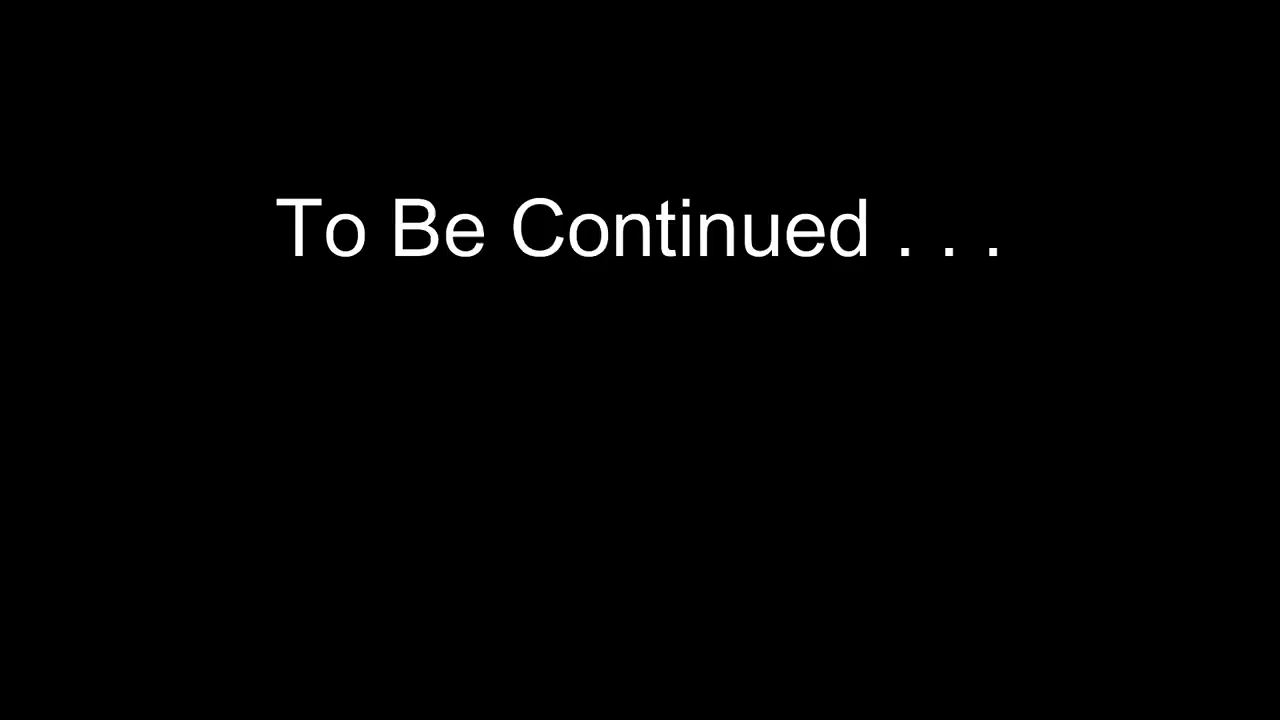 To Be Continued . . .